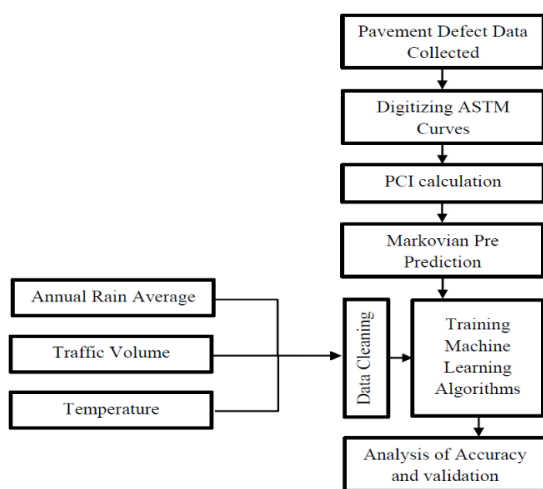 Pavement Defect Data
Collected
Digitizing ASTM
Curves
PCI calculation
Markovian Pre
Prediction
Annual Rain Average
Traffic Volume
Temperature
Data Cleaning
Training
Machine
Learning
Algorithms
Analysis of Accuracy
and validation